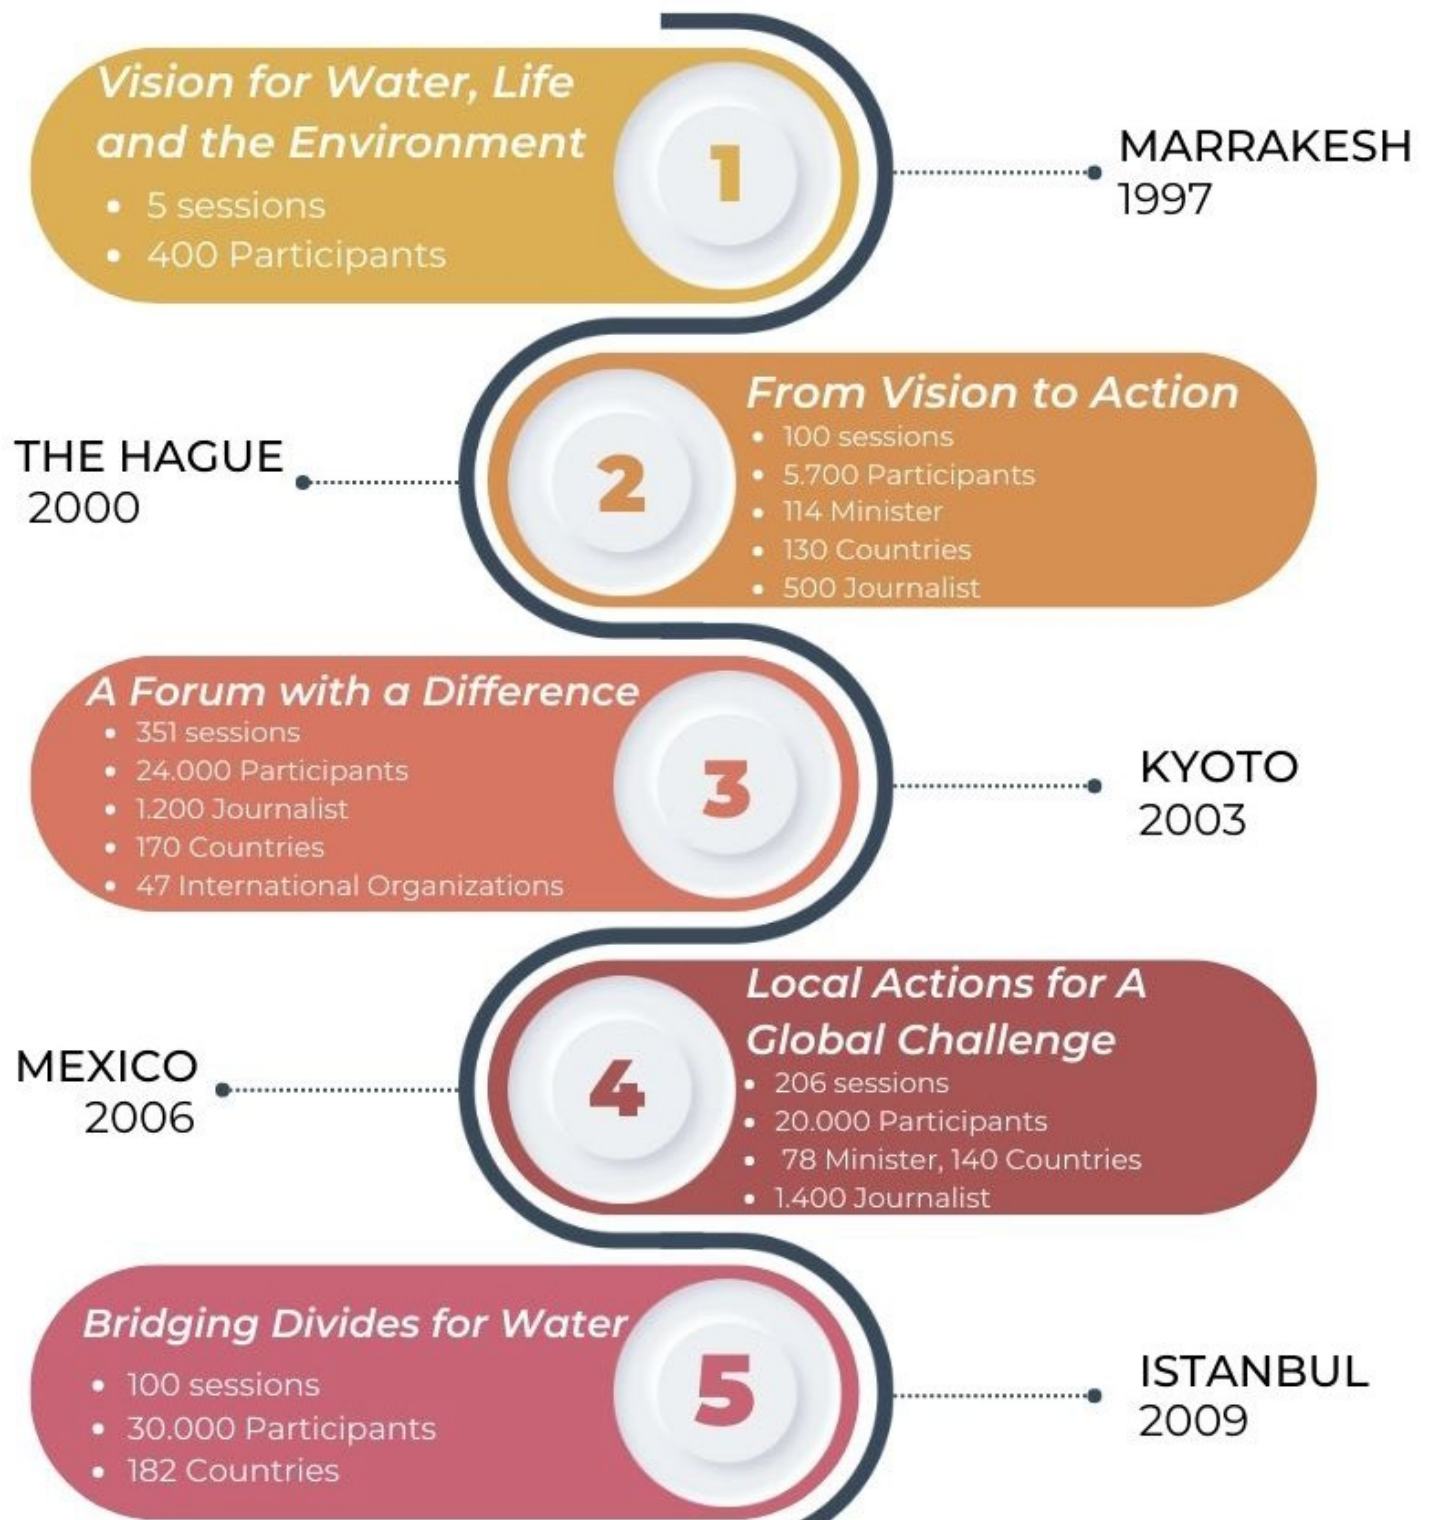 Vision for Water, Life
and the Environment
• 5 sessions
• 400 Participants
1
MARRAKESH
1997
THE HAGUE
2000
2
From Vision to Action
• 100 sessions
• 5.700 Participants
• 114 Minister
• 130 Countries
• 500 Journalist
A Forum with a Difference
• 351 sessions
• 24.000 Participants
• 1.200 Journalist
• 170 Countries
• 47 International Organizations
3
KYOTO
2003
MEXICO
2006
4
Local Actions for A
Global Challenge
• 206 sessions
• 20.000 Participants
• 78 Minister, 140 Countries
• 1.400 Journalist
Bridging Divides for Water
• 100 sessions
• 30.000 Participants
• 182 Countries
5
ISTANBUL
2009